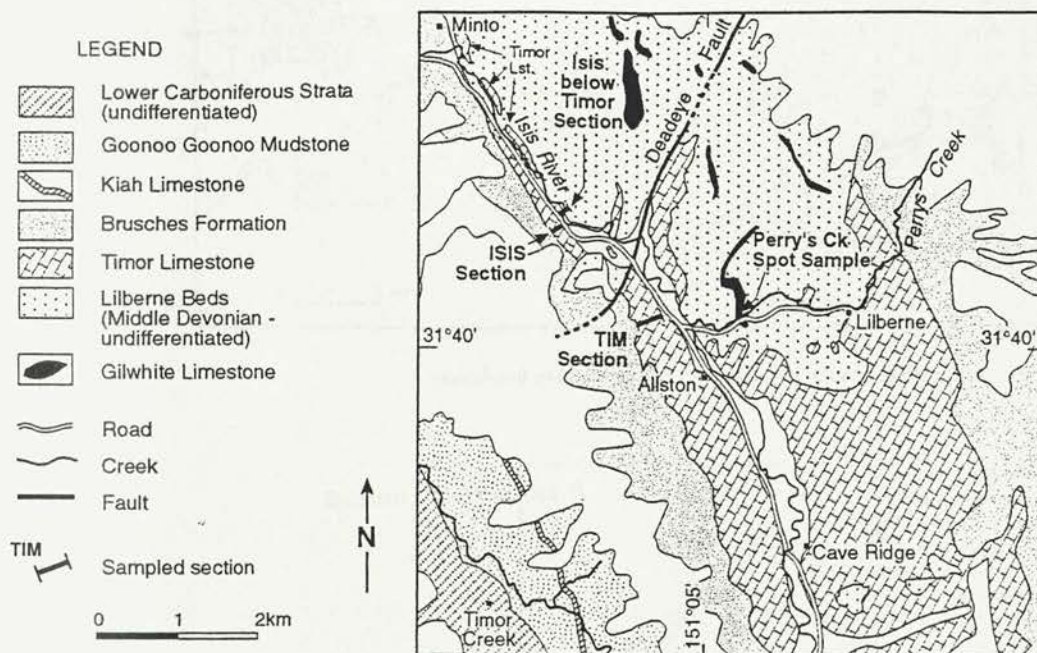 LEGEND
Lower Carboniferous Strata
(undifferentiated)
Goonoo Goonoo Mudstone
Kiah Limestone
Brusches Formation
Timor Limestone
Lilberne Beds
(Middle Devonian -
undifferentiated)
Gilwhite Limestone
Road
Creek
Fault
TIM
Sampled section
0 1 2km
N
Minto
Timor
Lst.
Isis
below
Timor
Section
Isis River
Deadeye Fault
Perrys Creek
ISIS
Section
Perry's Ck
Spot Sample
Lilberne
TIM
Section
31°40'
31°40'
Allston
Cave Ridge
151°05'
Timor
Creek